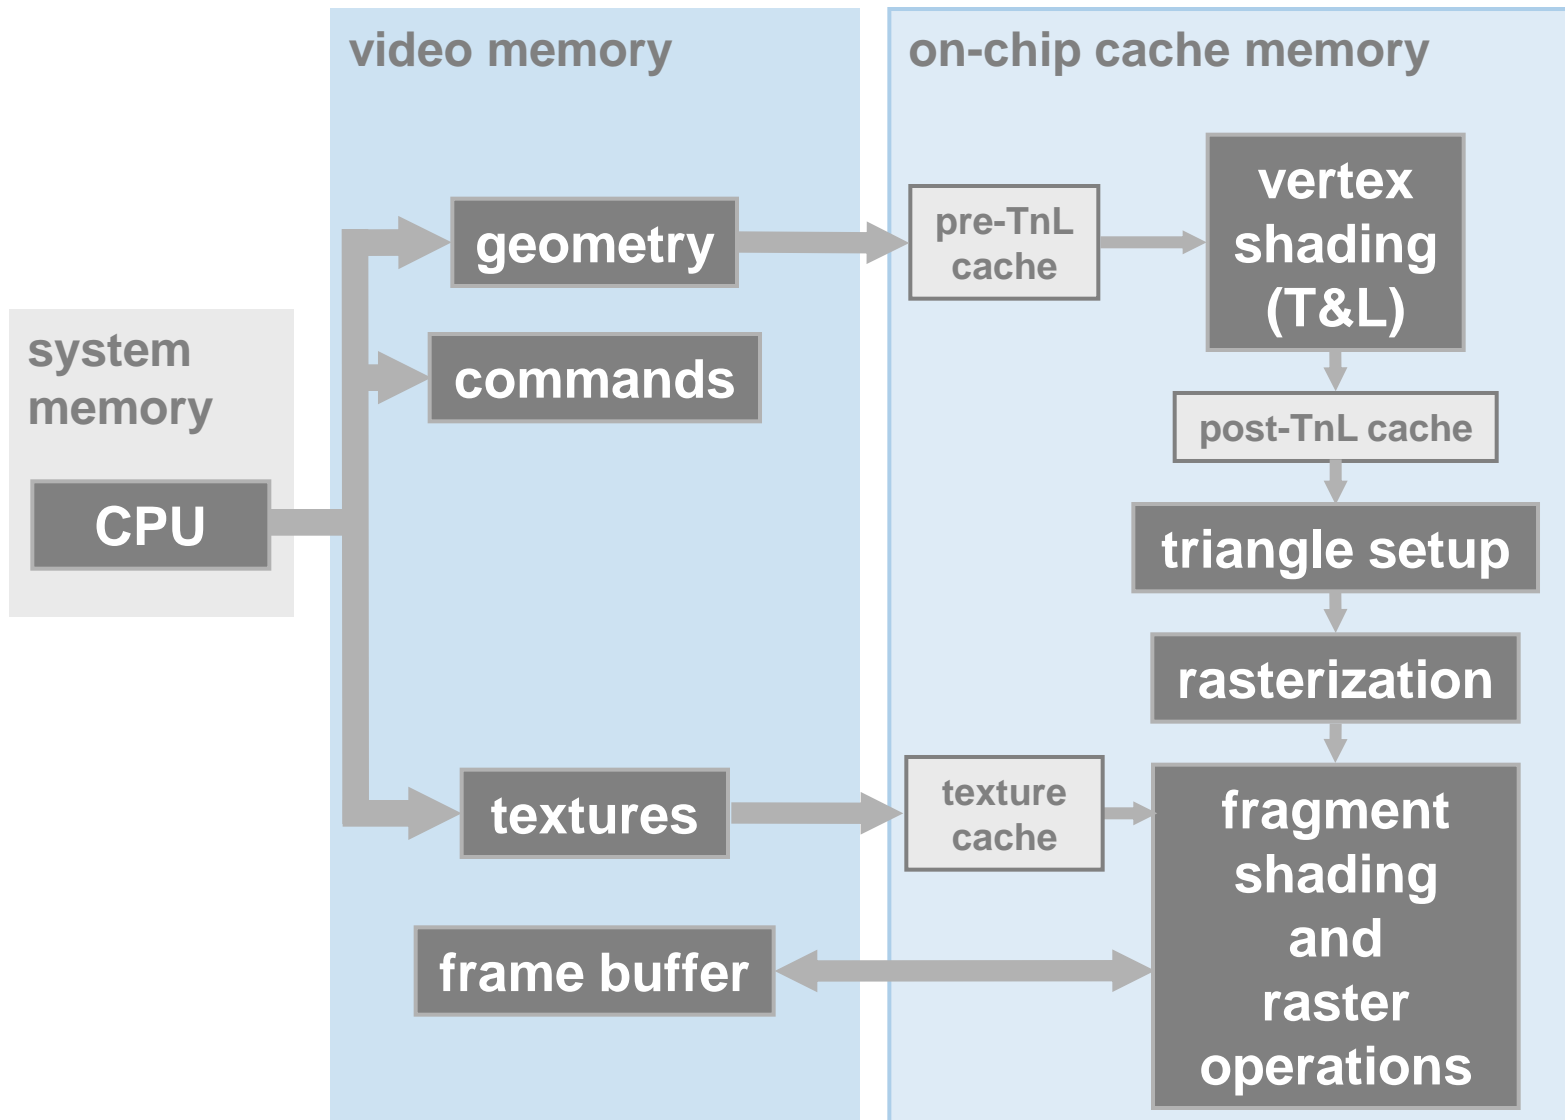 video memory
on-chip cache memory
vertex
shading
(T&L)
pre-TnL
cache
geometry
system
memory
commands
post-TnL cache
CPU
triangle setup
rasterization
textures
texture
cache
fragment
shading
and
raster
operations
frame buffer